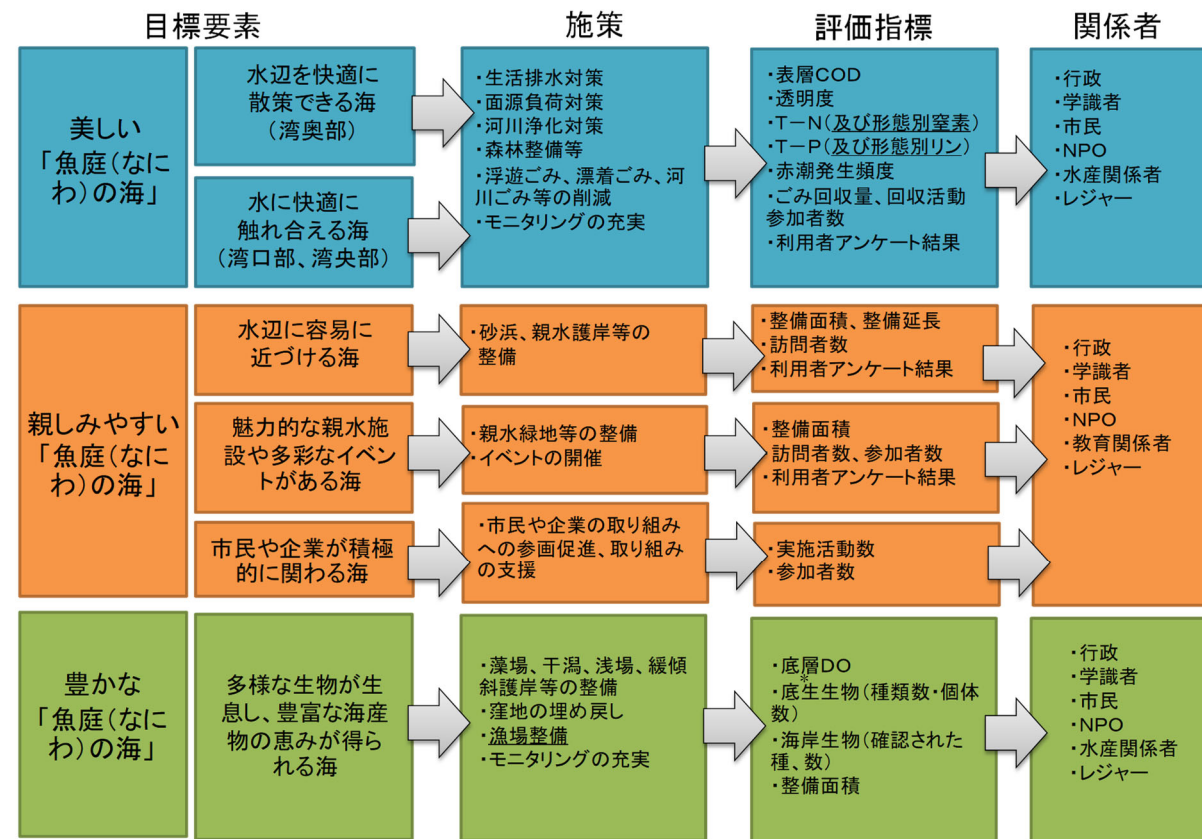 目標要素
施策
評価指標
関係者
美しい
「魚庭(なに
わ)の海」
水辺を快適に
散策できる海
(湾奥部)
水に快適に
触れ合える海
(湾口部、湾央部)
・生活排水対策
・面源負荷対策
・河川浄化対策
・森林整備等
・浮遊ごみ、漂着ごみ、河
川ごみ等の削減
・モニタリングの充実
・表層COD
・透明度
・T-N(及び形態別窒素)
・T-P(及び形態別リン)
・赤潮発生頻度
・ごみ回収量、回収活動
参加者数
・利用者アンケート結果
・行政
・学識者
・市民
・NPO
・水産関係者
・レジャー
親しみやすい
「魚庭(なに
わ)の海」
水辺に容易に
近づける海
・砂浜、親水護岸等の
整備
・整備面積、整備延長
・訪問者数
・利用者アンケート結果
魅力的な親水施
設や多彩なイベン
トがある海
・親水緑地等の整備
・イベントの開催
・整備面積
・訪問者数、参加者数
・利用者アンケート結果
市民や企業が積極
的に関わる海
・市民や企業の取り組み
への参画促進、取り組み
の支援
・実施活動数
・参加者数
・行政
・学識者
・市民
・NPO
・教育関係者
・レジャー
豊かな
「魚庭(なに
わ)の海」
多様な生物が生
息し、豊富な海産
物の恵みが得ら
れる海
・藻場、干潟、浅場、緩傾
斜護岸等の整備
・窪地の埋め戻し
・漁場整備
・モニタリングの充実
・底層DO
*
・底生生物(種類数・個体
数)
・海岸生物(確認された
種、数)
・整備面積
・行政
・学識者
・市民
・NPO
・水産関係者
・レジャー